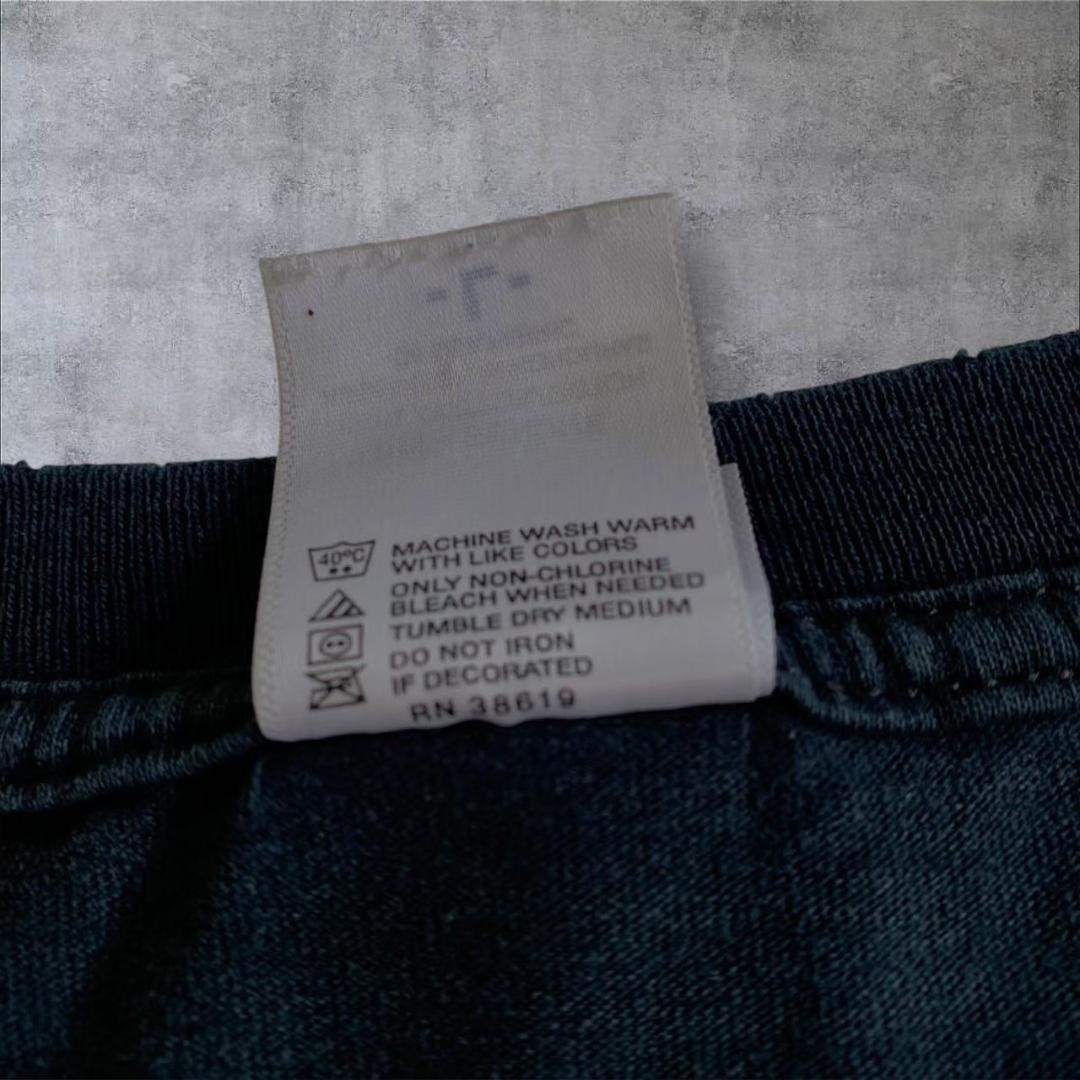 40°C
MACHINE WASH WARM
WITH LIKE COLORS
ONLY NON-CHLORINE
BLEACH WHEN NEEDED
TUMBLE DRY MEDIUM
DO NOT IRON
IF DECORATED
RN 38619